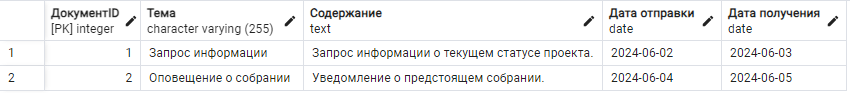 ДокументID Тема Содержание Дата отправки Дата получения
[PK] integer character varying (255) text date date
1 1 Запрос информации Запрос информации о текущем статусе проекта. 2024-06-02 2024-06-03
2 2 Оповещение о собрании Уведомление о предстоящем собрании. 2024-06-04 2024-06-05